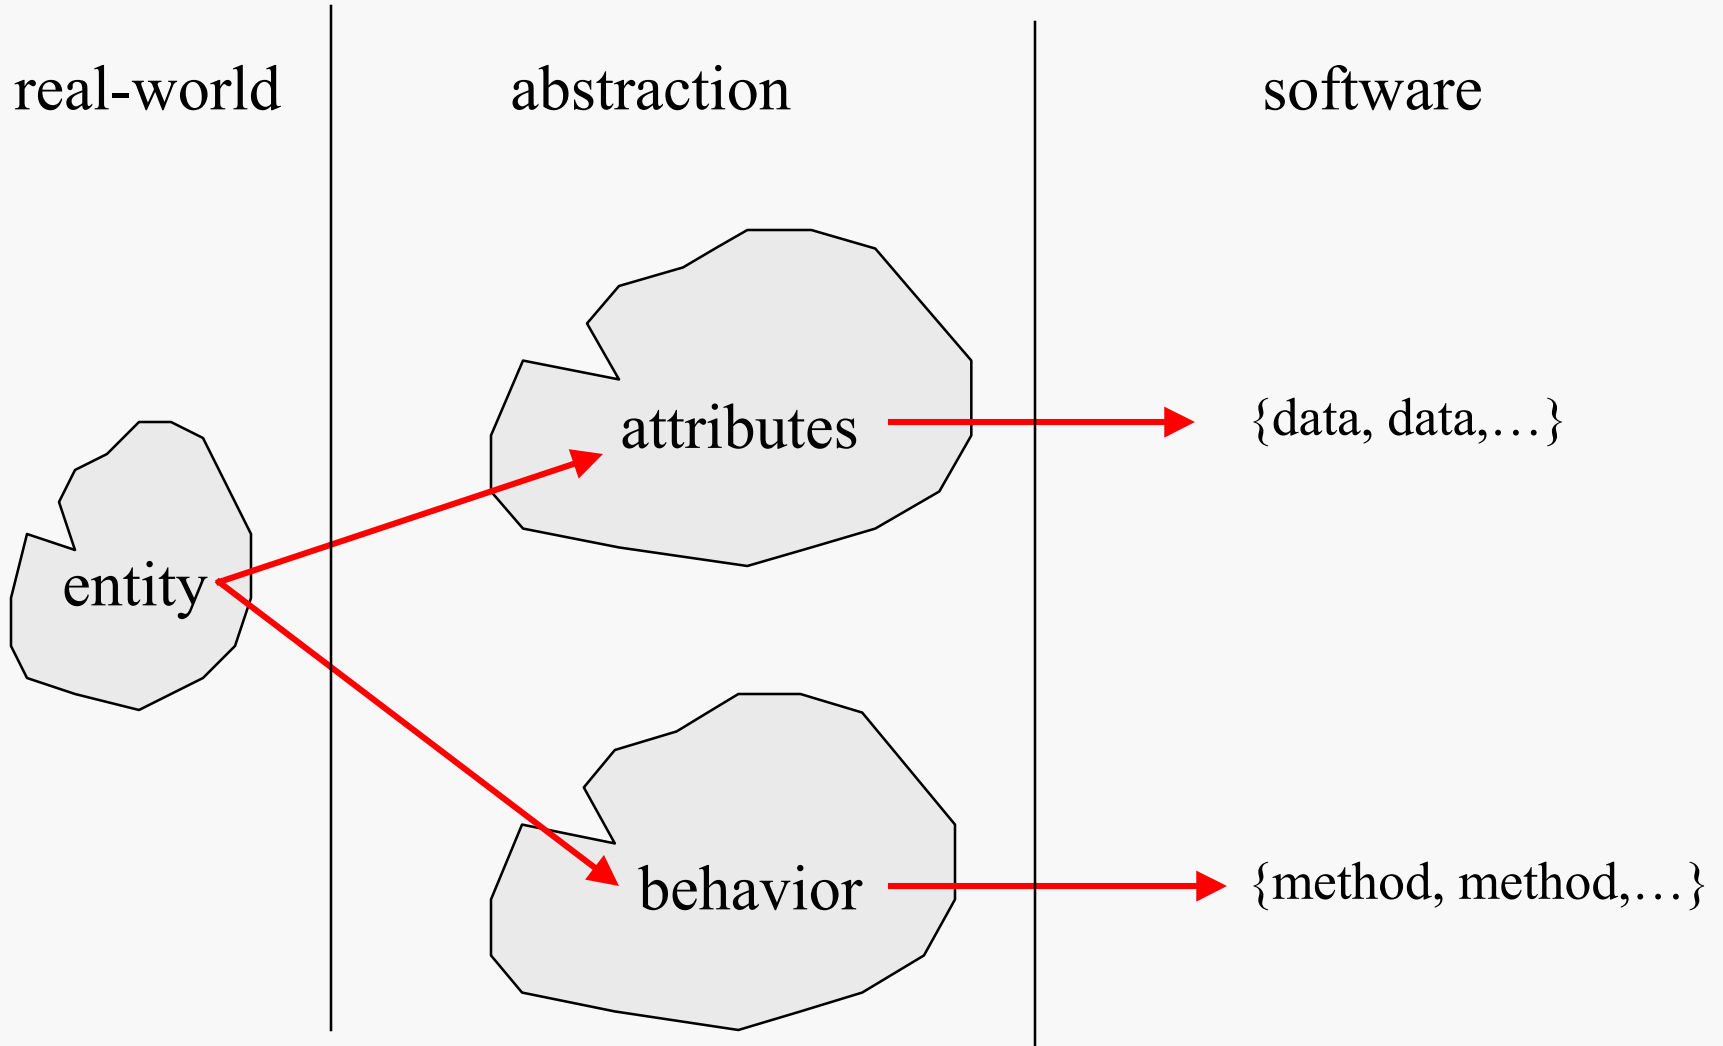 real-world
abstraction
software
attributes
{data, data,…}
entity
behavior
{method, method,…}